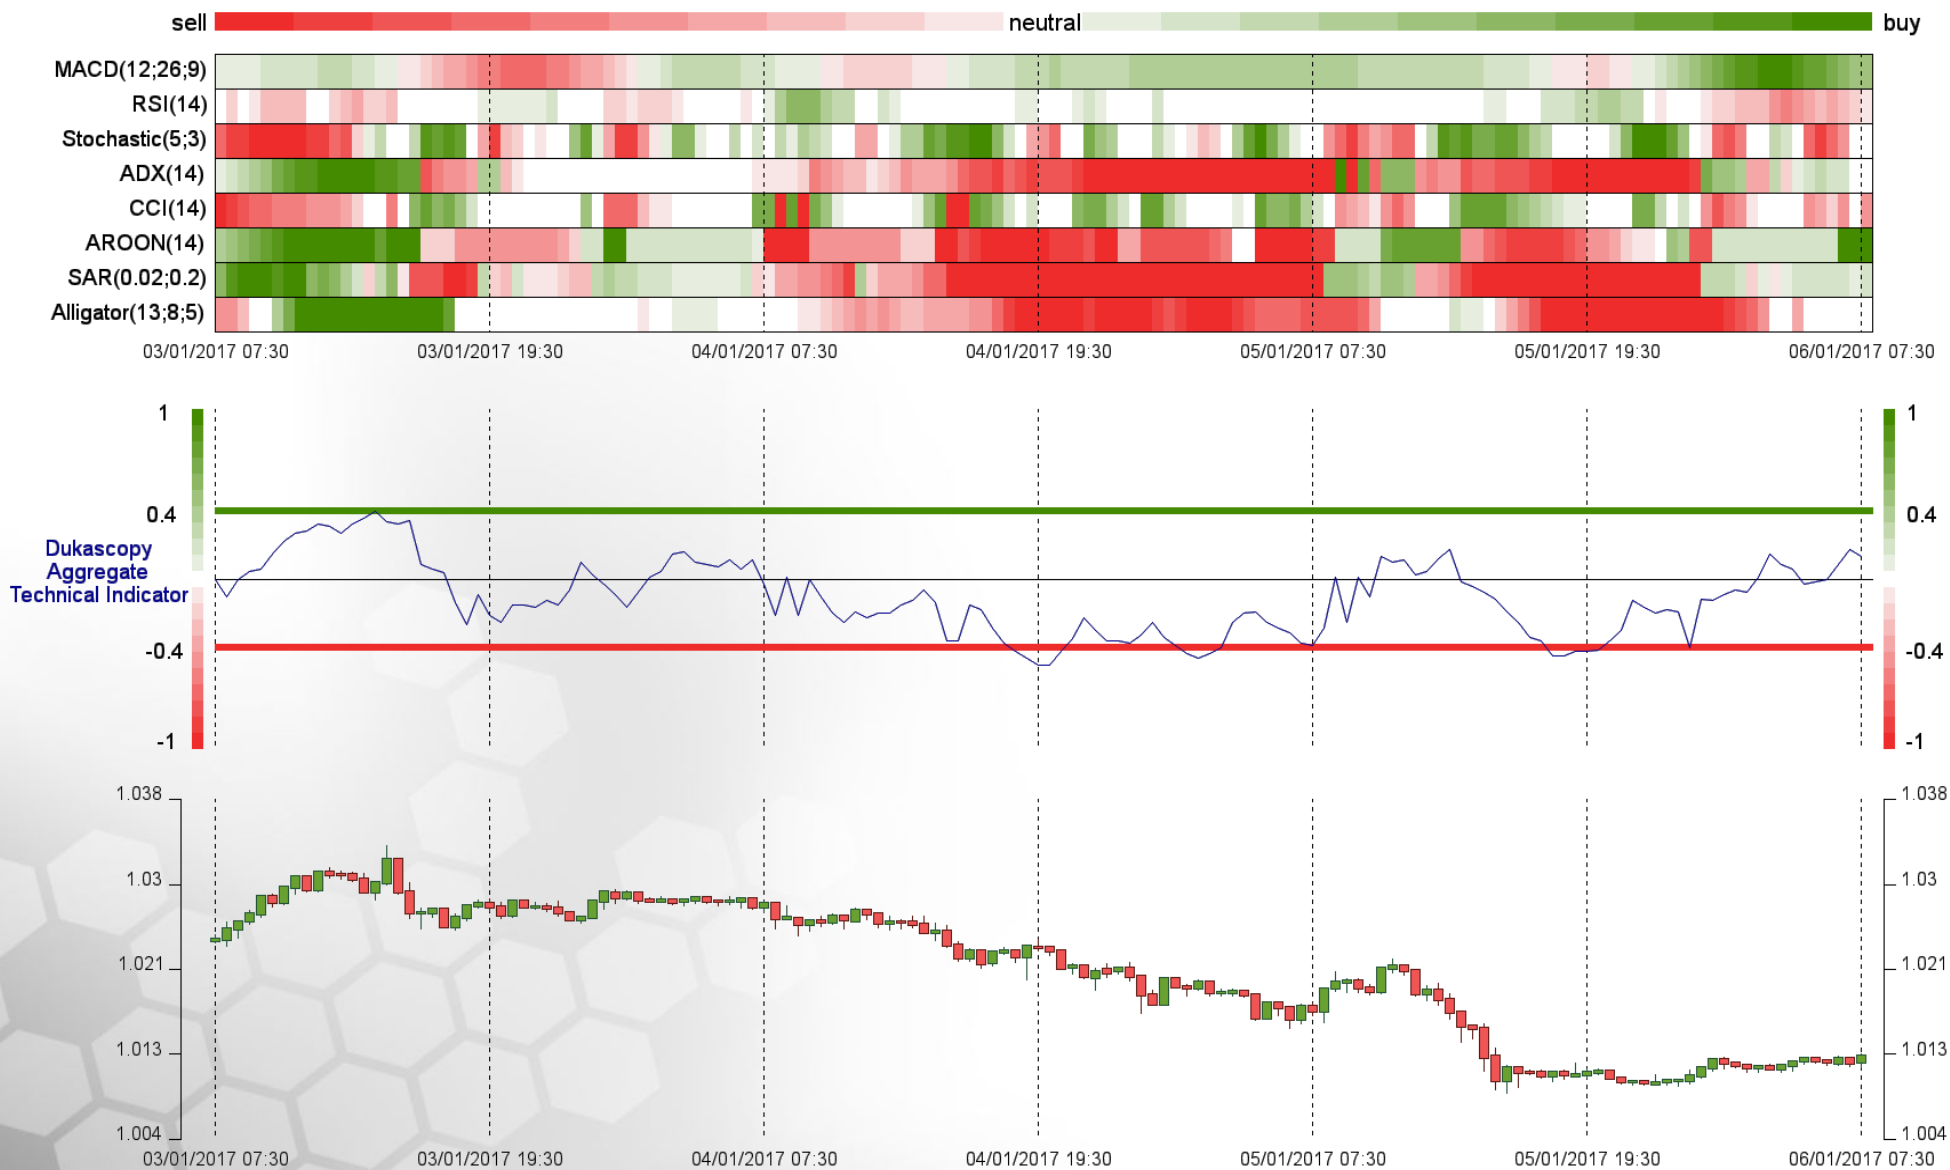 sell neutral buy
MACD(12;26;9)
RSI(14)
Stochastic(5;3)
ADX(14)
CCI(14)
AROON(14)
SAR(0.02;0.2)
Alligator(13;8;5)
03/01/2017 07:30 03/01/2017 19:30 04/01/2017 07:30 04/01/2017 19:30 05/01/2017 07:30 05/01/2017 19:30 06/01/2017 07:30
1 1
0.4 0.4
Dukascopy
Aggregate
Technical Indicator
-0.4 -0.4
-1 -1
1.038 1.038
1.03 1.03
1.021 1.021
1.013 1.013
1.004 1.004
03/01/2017 07:30 03/01/2017 19:30 04/01/2017 07:30 04/01/2017 19:30 05/01/2017 07:30 05/01/2017 19:30 06/01/2017 07:30